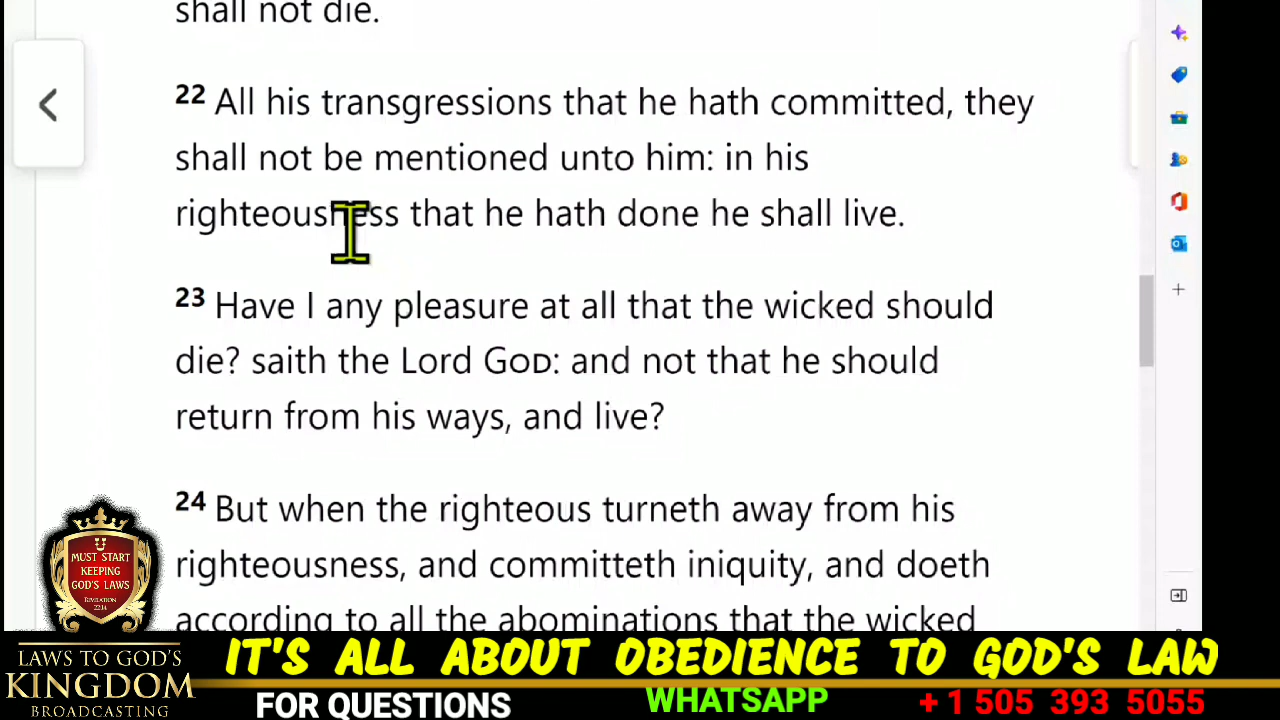 shall not die.
22 All his transgressions that he hath committed, they
shall not be mentioned unto him: in his
righteousness that he hath done he shall live.
23 Have I any pleasure at all that the wicked should
die? saith the Lord GOD: and not that he should
return from his ways, and live?
24 But when the righteous turneth away from his
righteousness, and committeth iniquity, and doeth
according to all the abominations that the wicked
MUST START
KEEPING
GOD'S LAWS
REVELATION
22:14
LAWS TO GOD'S
KINGDOM
BROADCASTING
IT'S ALL ABOUT OBEDIENCE TO GOD'S LAW
FOR QUESTIONS WHATSAPP + 1 505 393 5055